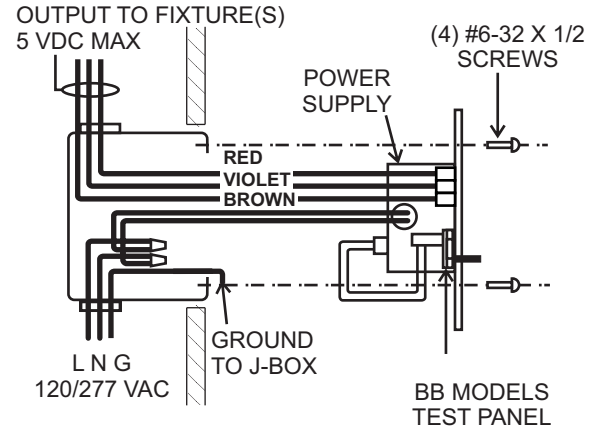 OUTPUT TO FIXTURE(S)
5 VDC MAX
(4) #6-32 X 1/2
SCREWS
POWER
SUPPLY
RED
VIOLET
BROWN
GROUND
TO J-BOX
L N G
120/277 VAC
BB MODELS
TEST PANEL